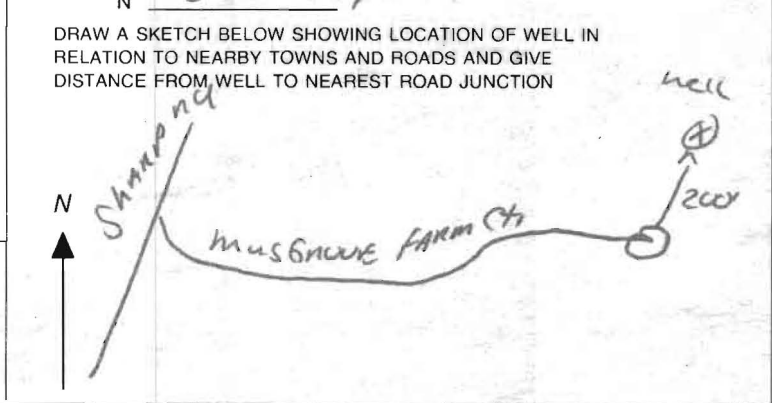 N
DRAW A SKETCH BELOW SHOWING LOCATION OF WELL IN
RELATION TO NEARBY TOWNS AND ROADS AND GIVE
DISTANCE FROM WELL TO NEAREST ROAD JUNCTION
well
SHARP rd
N
200'
MUSGROVE FARM Ct